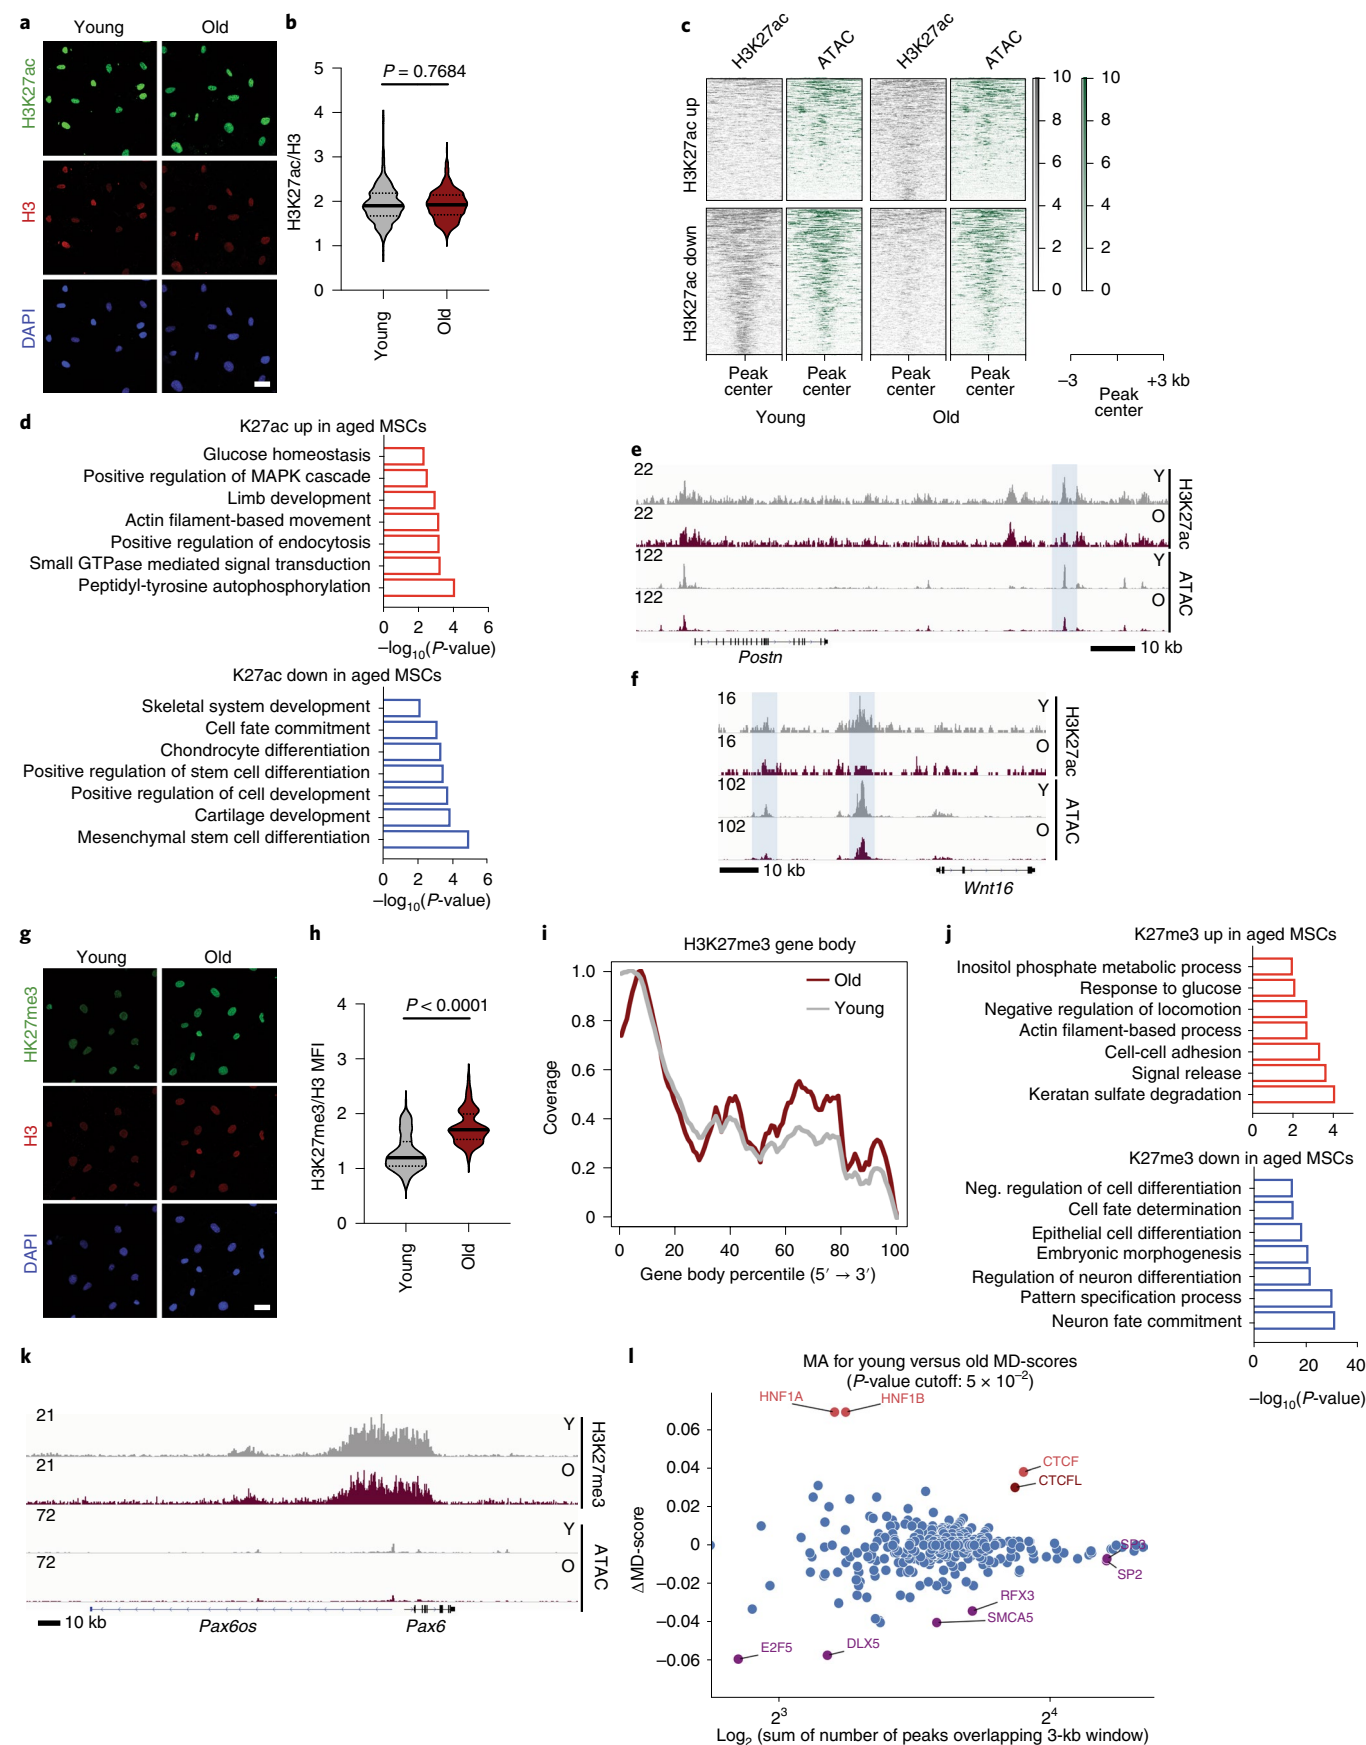 a
Young
Old
H3K27ac
H3
DAPI
b
P = 0.7684
H3K27ac/H3
5
4
3
2
1
0
Young
Old
c
H3K27ac
ATAC
H3K27ac
ATAC
H3K27ac up
H3K27ac down
10
8
6
4
2
0
10
8
6
4
2
0
Peak center
Peak center
Peak center
Peak center
Young
Old
–3
Peak center
+3 kb
d
K27ac up in aged MSCs
Glucose homeostasis
Positive regulation of MAPK cascade
Limb development
Actin filament-based movement
Positive regulation of endocytosis
Small GTPase mediated signal transduction
Peptidyl-tyrosine autophosphorylation
0 2 4 6
–log10(P-value)
K27ac down in aged MSCs
Skeletal system development
Cell fate commitment
Chondrocyte differentiation
Positive regulation of stem cell differentiation
Positive regulation of cell development
Cartilage development
Mesenchymal stem cell differentiation
0 2 4 6
–log10(P-value)
e
22
Y
22
O
H3K27ac
122
Y
122
O
ATAC
Postn
10 kb
f
16
Y
16
O
H3K27ac
102
Y
102
O
ATAC
10 kb
Wnt16
g
Young
Old
HK27me3
H3
DAPI
h
P < 0.0001
H3K27me3/H3 MFI
4
3
2
1
0
Young
Old
i
H3K27me3 gene body
Old
Young
Coverage
1.0
0.8
0.6
0.4
0.2
0
0 20 40 60 80 100
Gene body percentile (5′ → 3′)
j
K27me3 up in aged MSCs
Inositol phosphate metabolic process
Response to glucose
Negative regulation of locomotion
Actin filament-based process
Cell-cell adhesion
Signal release
Keratan sulfate degradation
0 2 4
K27me3 down in aged MSCs
Neg. regulation of cell differentiation
Cell fate determination
Epithelial cell differentiation
Embryonic morphogenesis
Regulation of neuron differentiation
Pattern specification process
Neuron fate commitment
0 20 40
–log10(P-value)
k
21
Y
21
O
H3K27me3
72
Y
72
O
ATAC
10 kb
Pax6os
Pax6
l
MA for young versus old MD-scores
(P-value cutoff: 5 × 10–2)
HNF1A
HNF1B
CTCF
CTCFL
SP3
SP2
RFX3
SMCA5
DLX5
E2F5
ΔMD-score
0.06
0.04
0.02
0
–0.02
–0.04
–0.06
2^3
2^4
Log2 (sum of number of peaks overlapping 3-kb window)